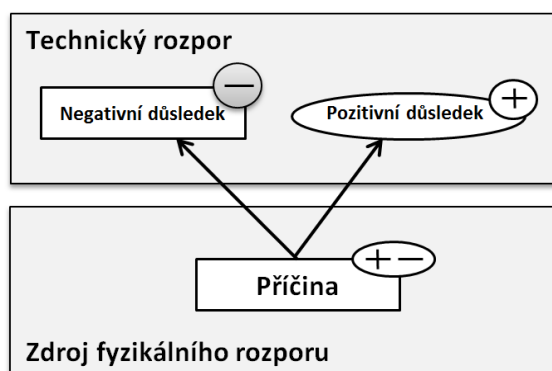 Technický rozpor
−
+
Negativní důsledek
Pozitivní důsledek
+ −
Příčina
Zdroj fyzikálního rozporu